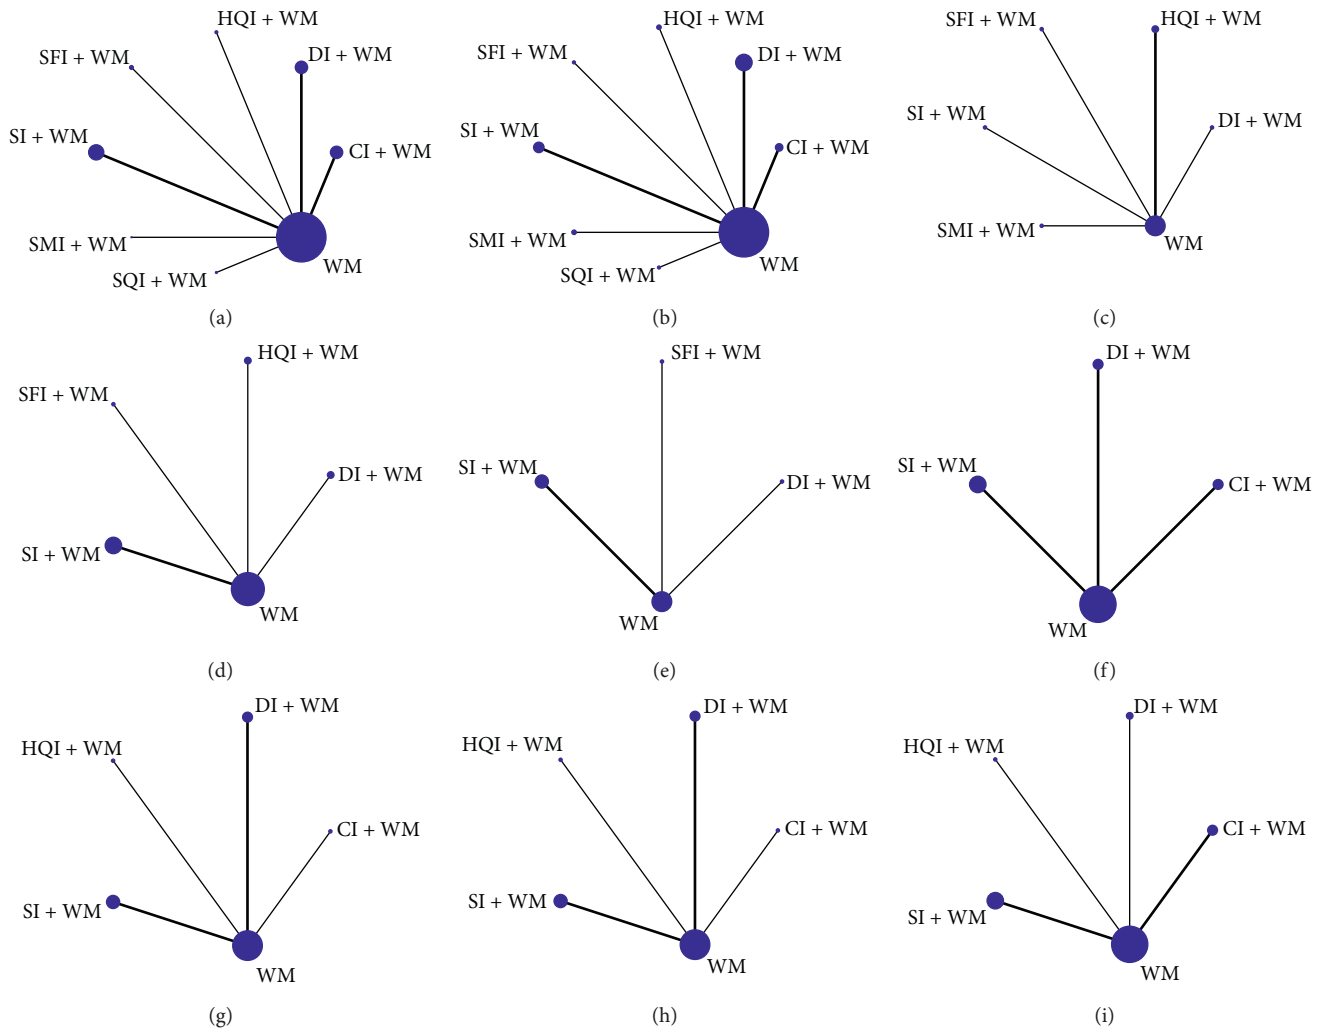 HQI + WM
DI + WM
SFI + WM
SI + WM
CI + WM
SMI + WM
SQI + WM
WM
(a)
HQI + WM
SFI + WM
DI + WM
SI + WM
CI + WM
SMI + WM
SQI + WM
WM
(b)
SFI + WM
HQI + WM
SI + WM
DI + WM
SMI + WM
WM
(c)
HQI + WM
SFI + WM
DI + WM
SI + WM
WM
(d)
SFI + WM
SI + WM
DI + WM
WM
(e)
DI + WM
SI + WM
CI + WM
WM
(f)
DI + WM
HQI + WM
CI + WM
SI + WM
WM
(g)
DI + WM
HQI + WM
CI + WM
SI + WM
WM
(h)
DI + WM
HQI + WM
CI + WM
SI + WM
WM
(i)